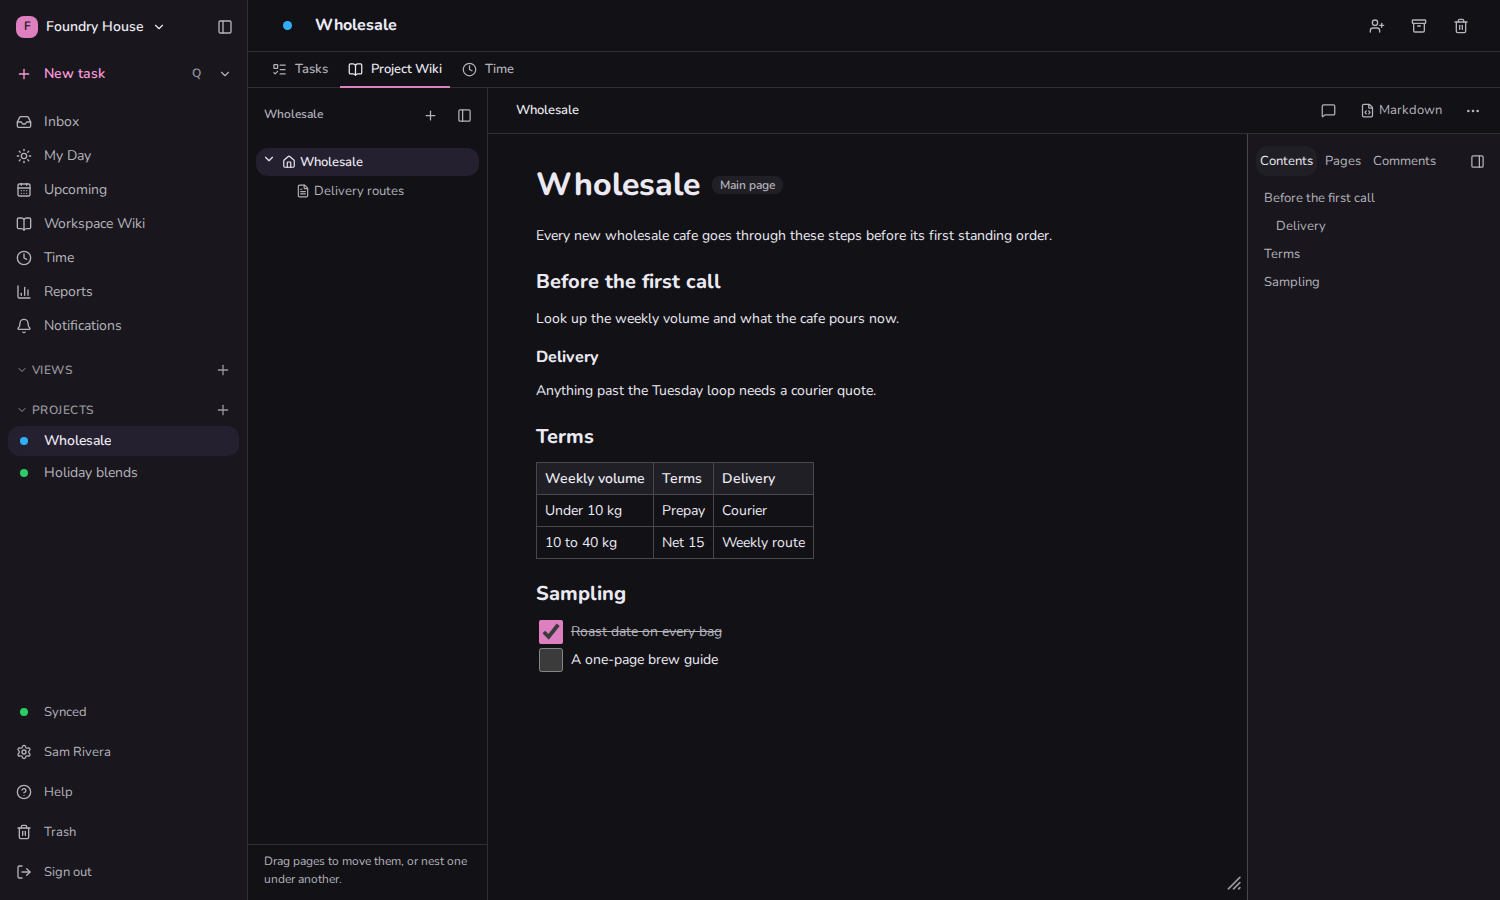 F Foundry House
New task Q
Inbox
My Day
Upcoming
Workspace Wiki
Time
Reports
Notifications
VIEWS
PROJECTS
Wholesale
Holiday blends
Synced
Sam Rivera
Help
Trash
Sign out
Wholesale
Tasks Project Wiki Time
Wholesale
Wholesale
Delivery routes
Drag pages to move them, or nest one
under another.
Wholesale
Markdown
Wholesale Main page
Every new wholesale cafe goes through these steps before its first standing order.
Before the first call
Look up the weekly volume and what the cafe pours now.
Delivery
Anything past the Tuesday loop needs a courier quote.
Terms
Weekly volume Terms Delivery
Under 10 kg Prepay Courier
10 to 40 kg Net 15 Weekly route
Sampling
Roast date on every bag
A one-page brew guide
Contents Pages Comments
Before the first call
Delivery
Terms
Sampling